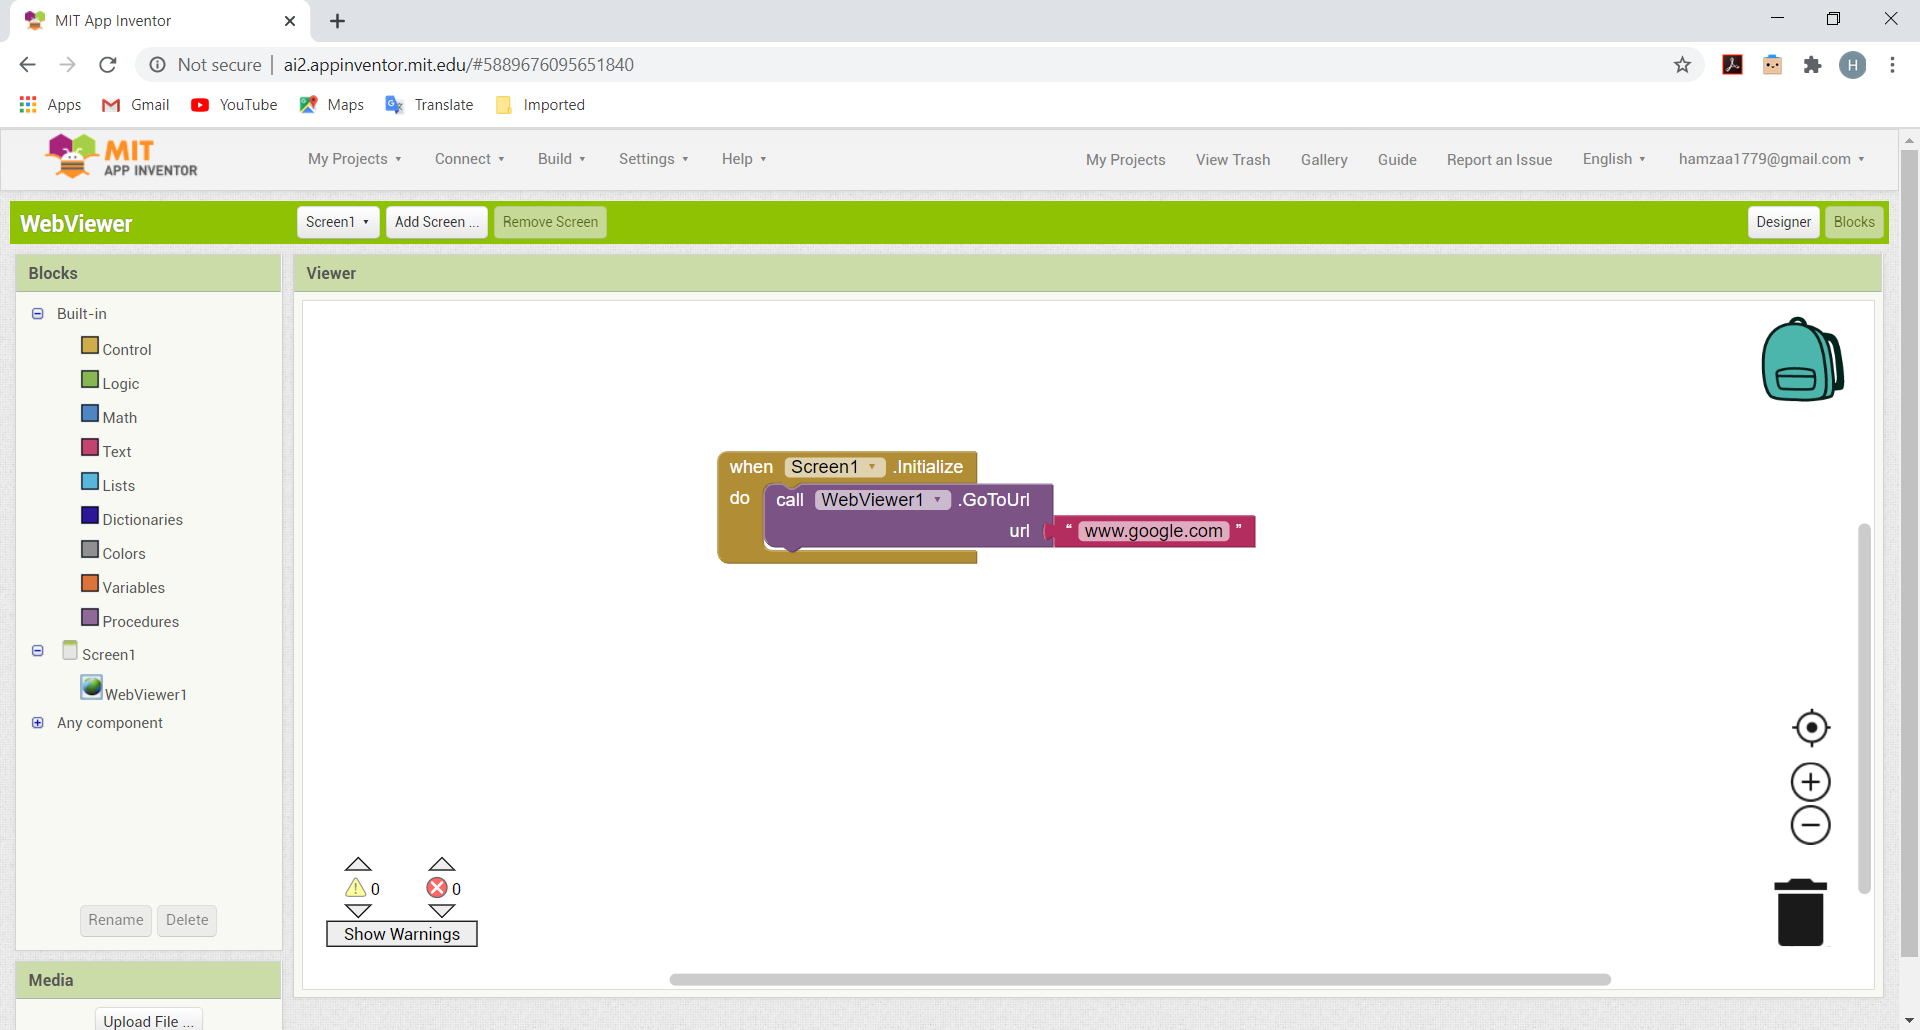 MIT App Inventor
Not secure | ai2.appinventor.mit.edu/#5889676095651840
H
Apps Gmail YouTube Maps Translate Imported
MIT
APP INVENTOR
My Projects Connect Build Settings Help My Projects View Trash Gallery Guide Report an Issue English hamzaa1779@gmail.com
WebViewer Screen1 Add Screen ... Remove Screen Designer Blocks
Blocks
Built-in
Control
Logic
Math
Text
Lists
Dictionaries
Colors
Variables
Procedures
Screen1
WebViewer1
Any component
Rename Delete
Media
Upload File ...
Viewer
when Screen1 .Initialize
do call WebViewer1 .GoToUrl
url “ www.google.com ”
0 0
Show Warnings